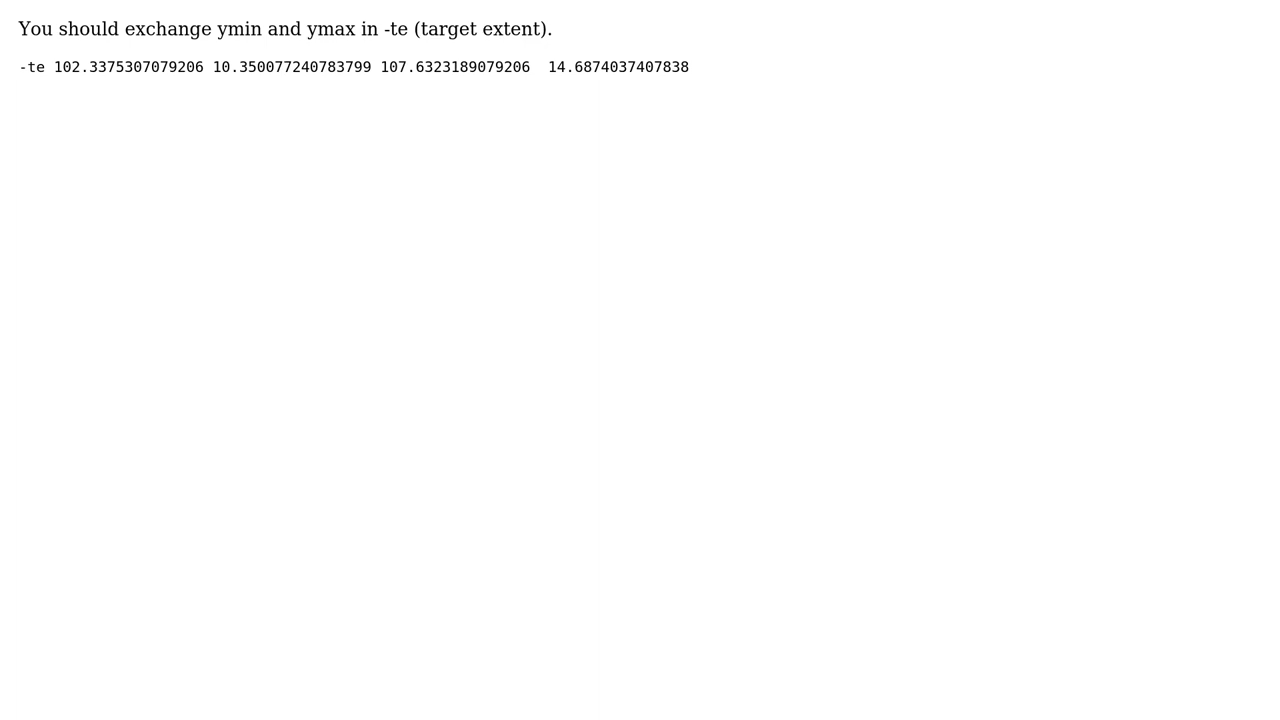 You should exchange ymin and ymax in -te (target extent).
-te 102.3375307079206 10.350077240783799 107.6323189079206  14.6874037407838